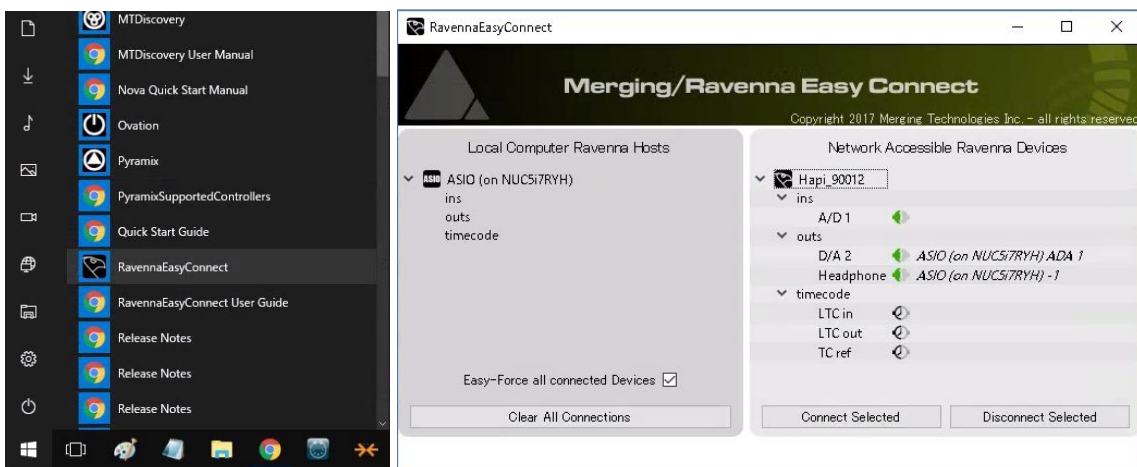 MTDiscovery
MTDiscovery User Manual
Nova Quick Start Manual
Ovation
Pyramix
PyramixSupportedControllers
Quick Start Guide
RavennaEasyConnect
RavennaEasyConnect User Guide
Release Notes
Release Notes
Release Notes
RavennaEasyConnect
Merging/Ravenna Easy Connect
Copyright 2017 Merging Technologies Inc. - all rights reserved
Local Computer Ravenna Hosts
ASIO ASIO (on NUC5i7RYH)
ins
outs
timecode
Easy-Force all connected Devices
Clear All Connections
Network Accessible Ravenna Devices
Hapi_90012
ins
A/D 1
outs
D/A 2 ASIO (on NUC5i7RYH) ADA 1
Headphone ASIO (on NUC5i7RYH) -1
timecode
LTC in
LTC out
TC ref
Connect Selected
Disconnect Selected